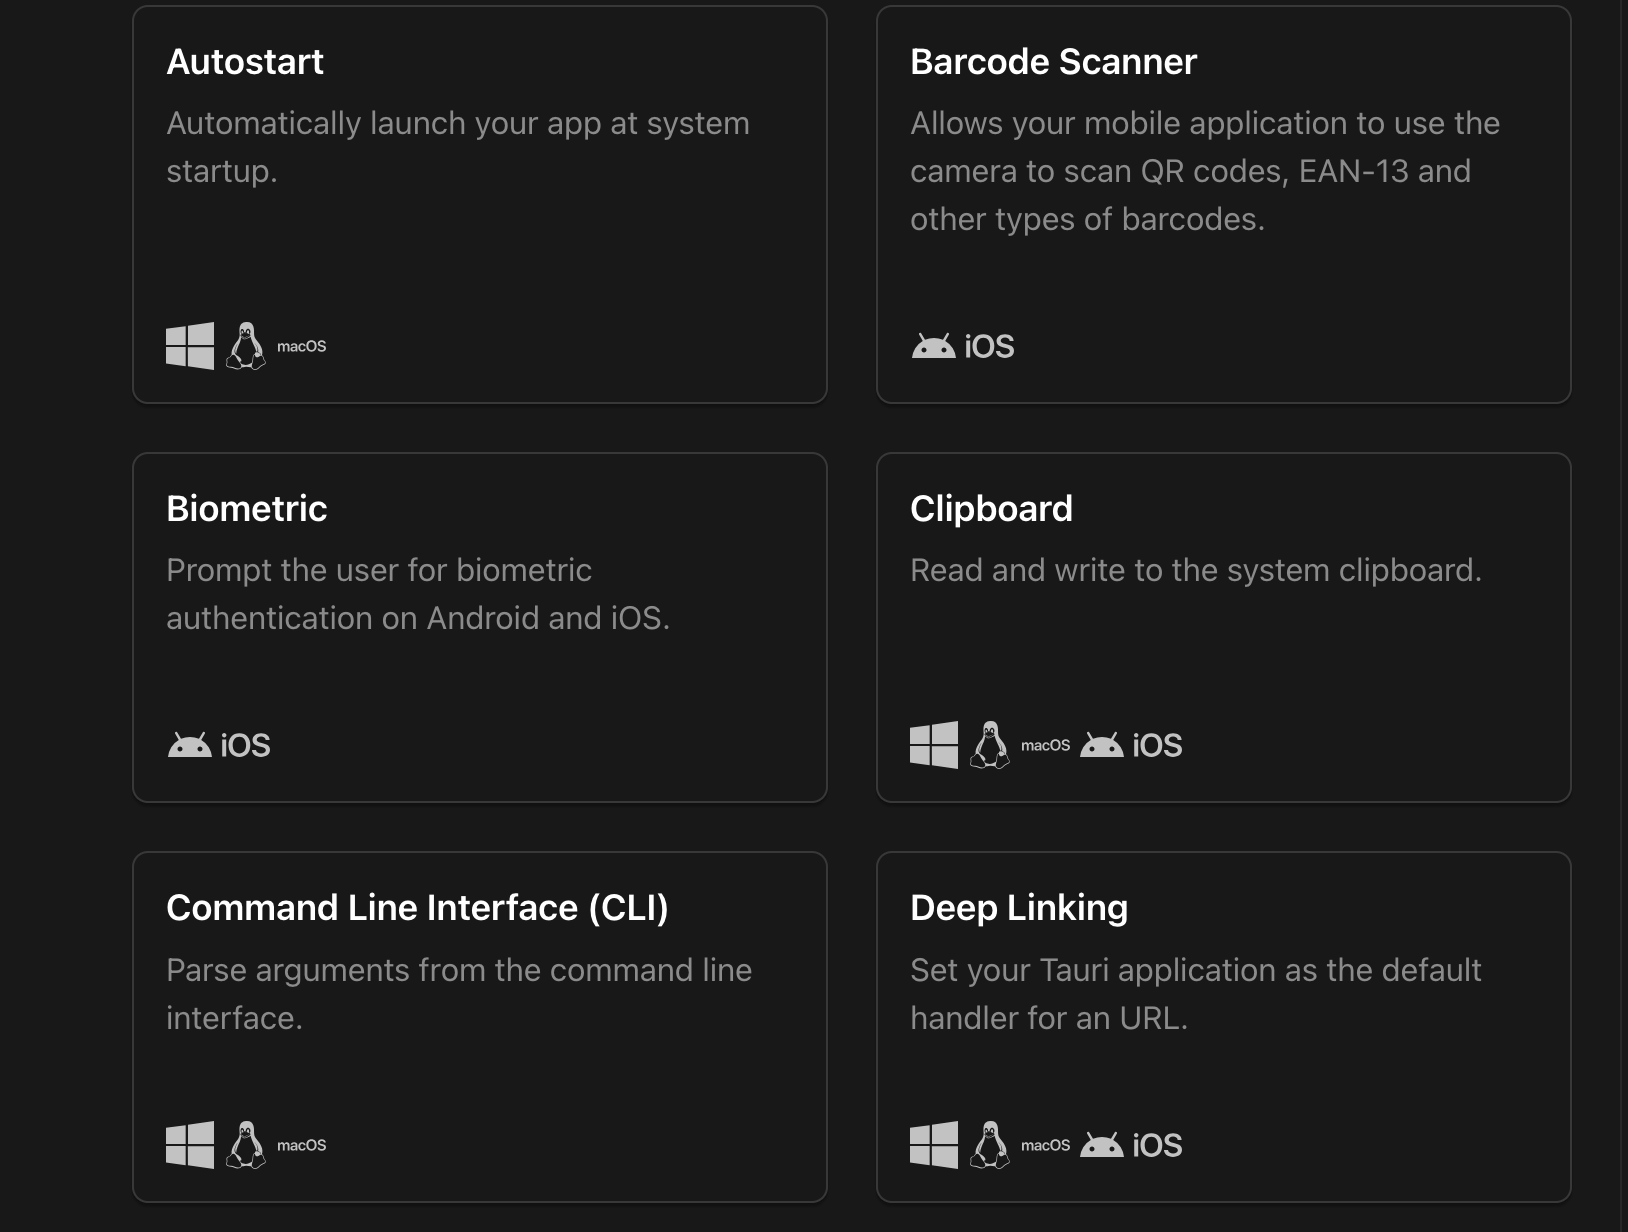 Autostart
Automatically launch your app at system
startup.
macOS
Barcode Scanner
Allows your mobile application to use the
camera to scan QR codes, EAN-13 and
other types of barcodes.
iOS
Biometric
Prompt the user for biometric
authentication on Android and iOS.
iOS
Clipboard
Read and write to the system clipboard.
macOS iOS
Command Line Interface (CLI)
Parse arguments from the command line
interface.
macOS
Deep Linking
Set your Tauri application as the default
handler for an URL.
macOS iOS